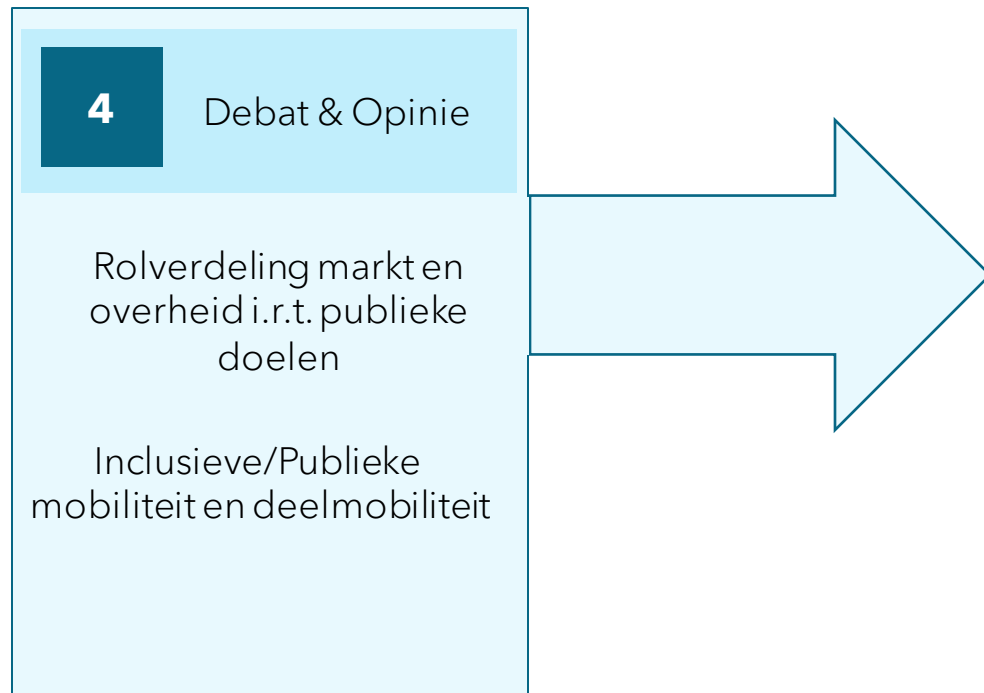 4
Debat & Opinie
Rolverdeling markt en
overheid i.r.t. publieke
doelen
Inclusieve/Publieke
mobiliteit en deelmobiliteit